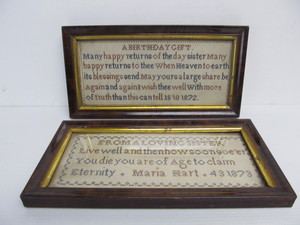 A BIRTHDAY GIFT.
Many happy returns of the day sister Many
happy returns to thee When Heaven to earth
its blessings send May yours a large share be
Again and again I wish thee well With more
of truth than this can tell 1872.
FROM A LOVING SISTER.
Live well and then how soon so e'er
You die you are of Age to claim
Eternity • Maria Hart • 43 1873